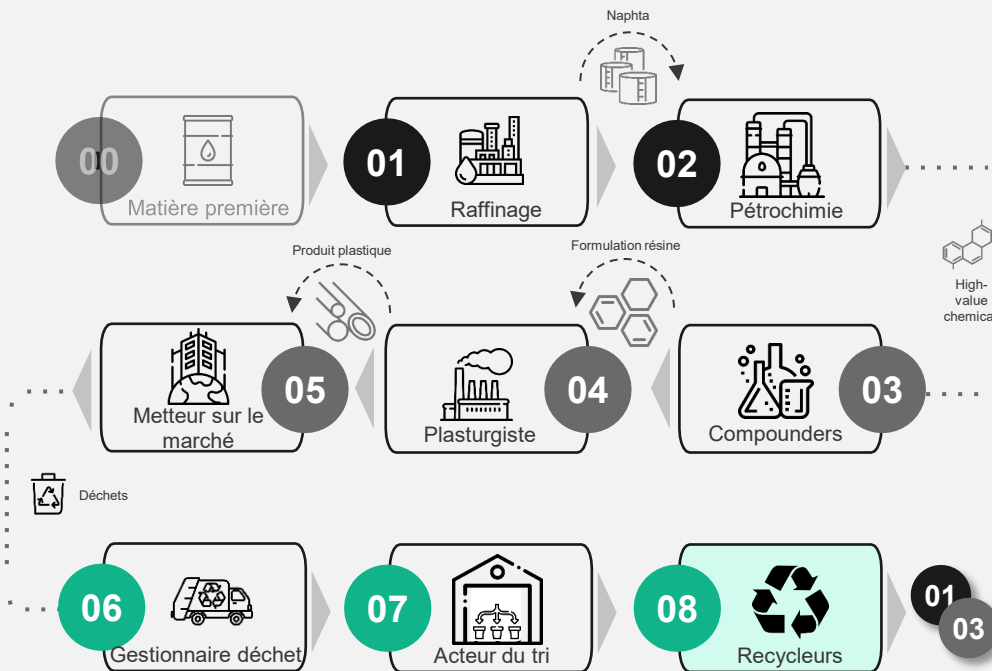 Naphta
00
Matière première
01
Raffinage
02
Pétrochimie
High-
value
chemical
Produit plastique
Formulation résine
03
Compounders
04
Plasturgiste
05
Metteur sur le
marché
Déchets
06
Gestionnaire déchet
07
Acteur du tri
08
Recycleurs
01
03